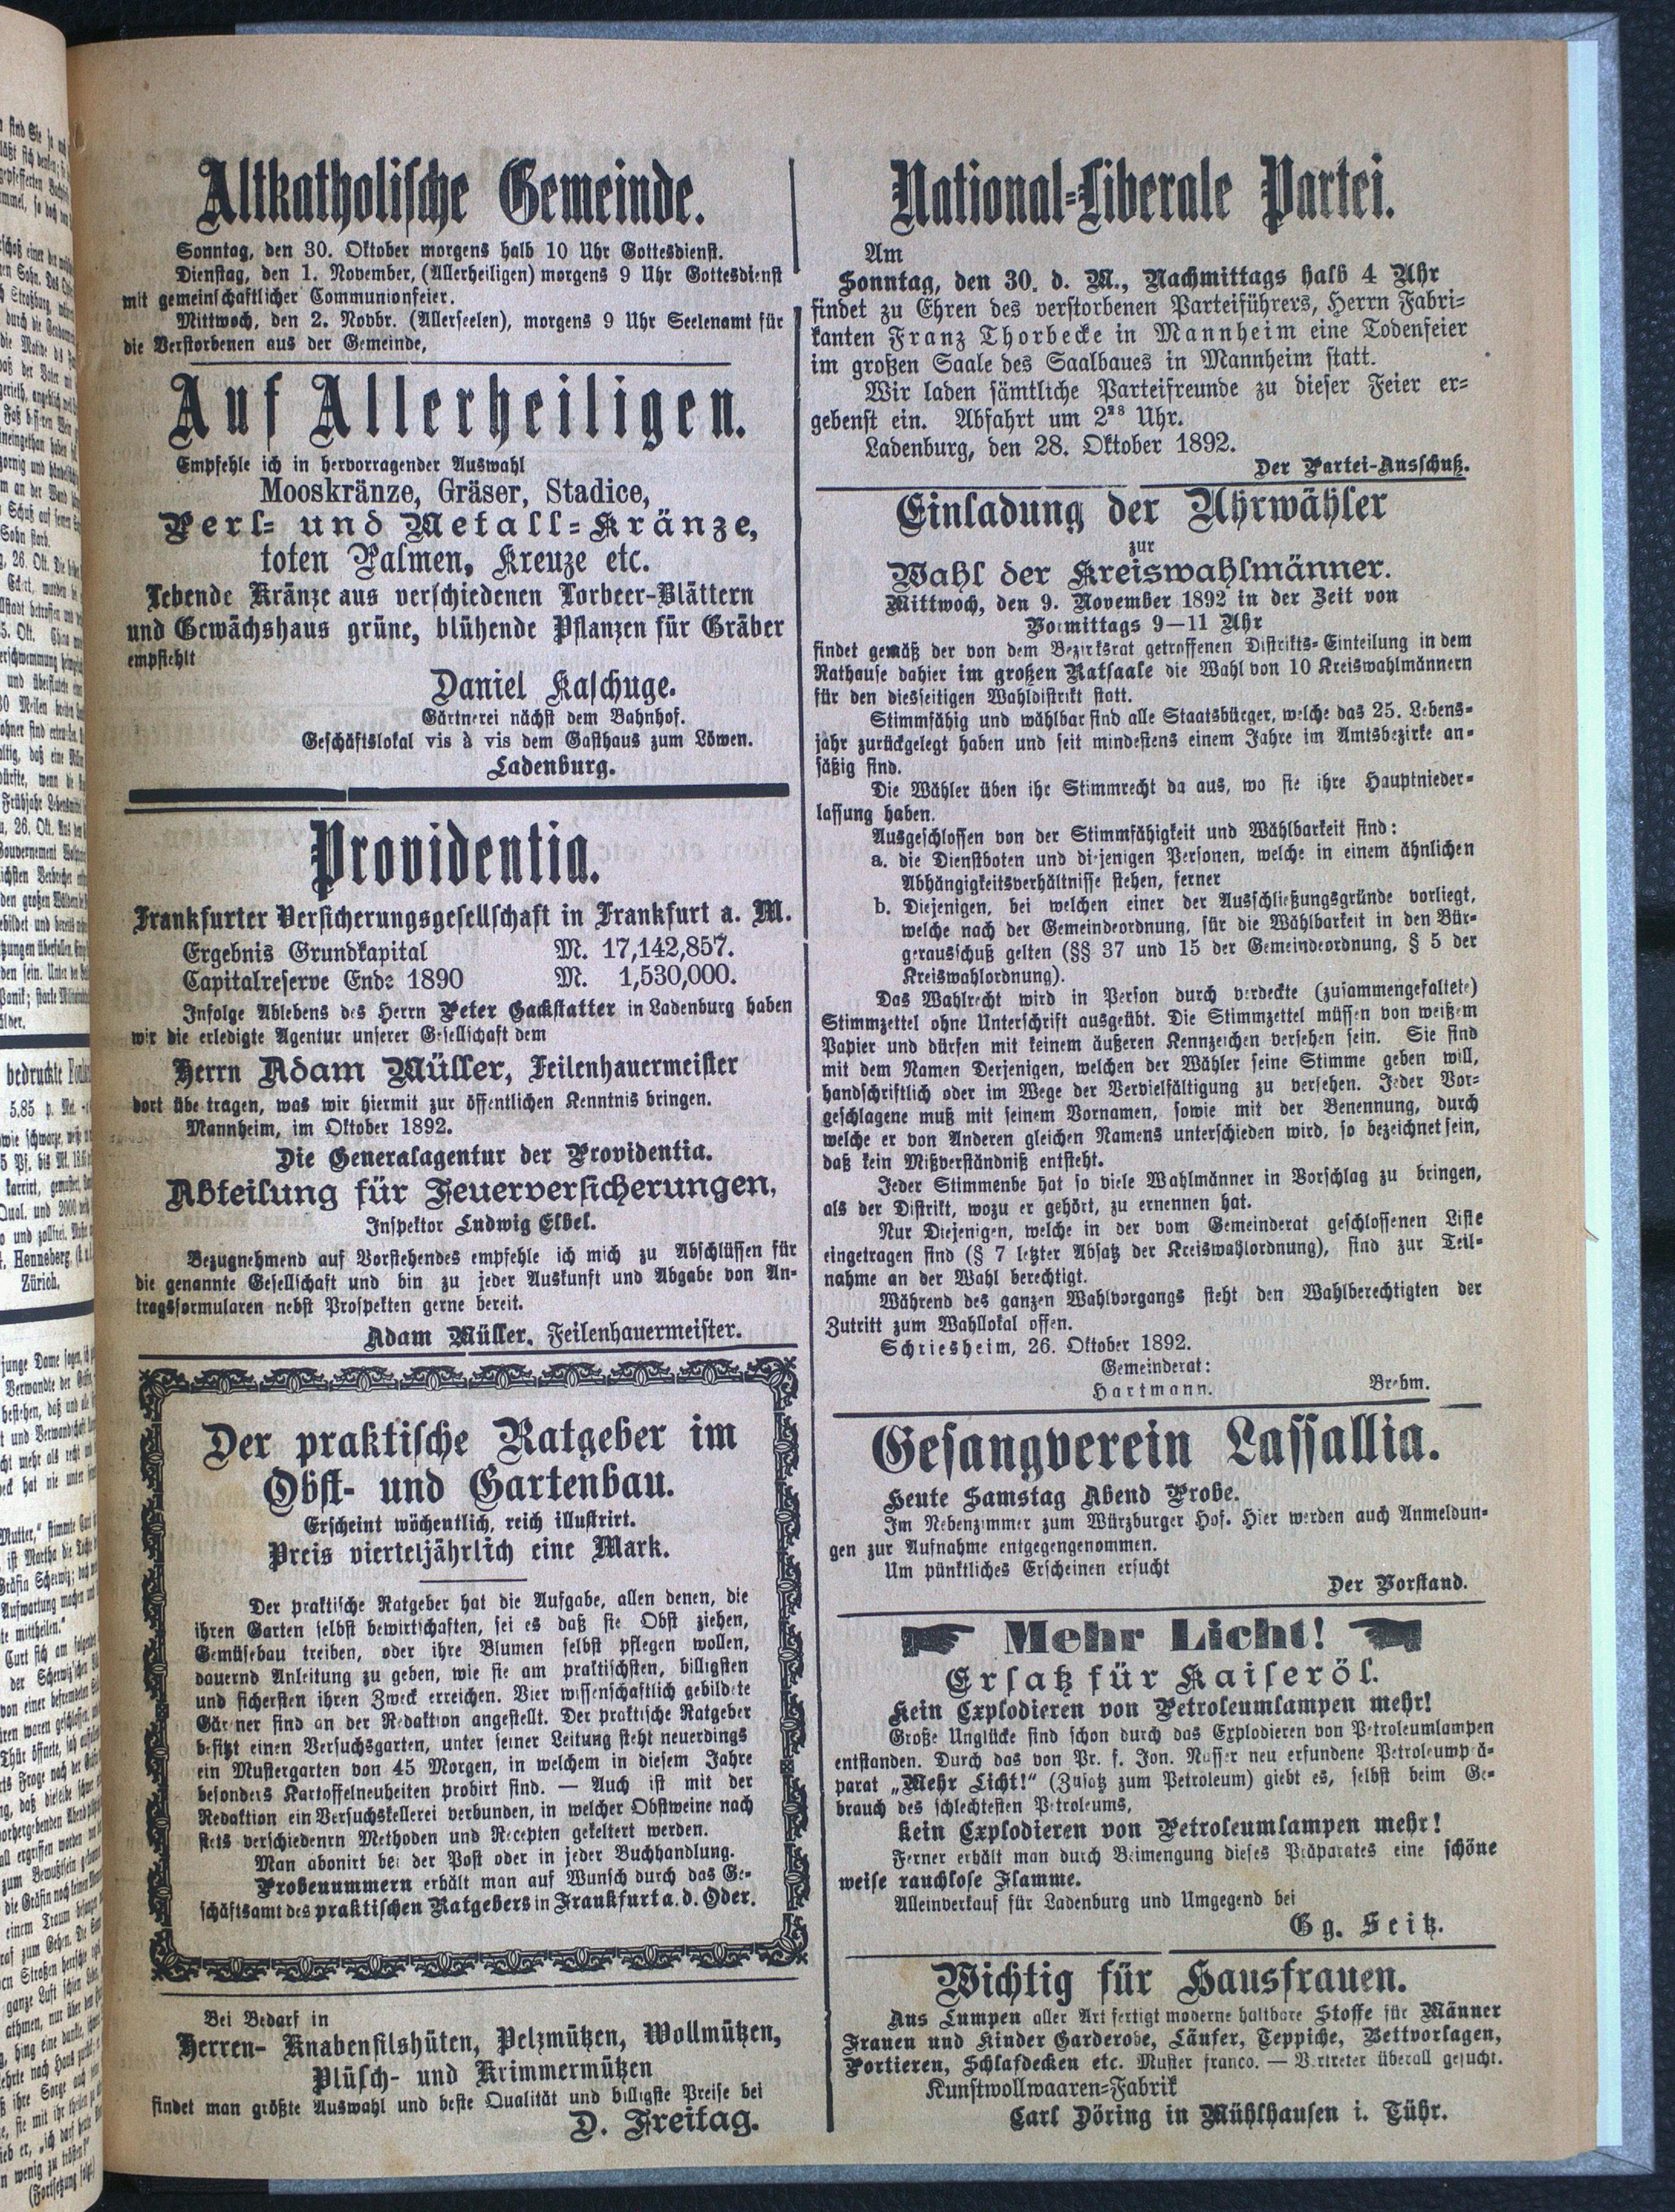 Altkatholische Gemeinde.
Sonntag, den 30. Oktober morgens halb 10 Uhr Gottesdienst.
Dienstag, den 1. November, (Allerheiligen) morgens 9 Uhr Gottesdienst
mit gemeinschaftlicher Communionfeier.
Mittwoch, den 2. Novbr. (Allerseelen), morgens 9 Uhr Seelenamt für
die Verstorbenen aus der Gemeinde,
Auf Allerheiligen.
Empfehle ich in hervorragender Auswahl
Mooskränze, Gräser, Stadice,
Perl- und Metall-Kränze,
toten Palmen, Kreuze etc.
Lebende Kränze aus verschiedenen Lorbeer-Blättern
und Gewächshaus grüne, blühende Pflanzen für Gräber
empfiehlt
Daniel Kaschuge.
Gärtnerei nächst dem Bahnhof.
Geschäftslokal vis à vis dem Gasthaus zum Löwen.
Ladenburg.
Providentia.
Frankfurter Versicherungsgesellschaft in Frankfurt a. M.
Ergebnis Grundkapital M. 17,142,857.
Capitalreserve Ende 1890 M. 1,530,000.
Infolge Ablebens des Herrn Peter Gackstatter in Ladenburg haben
wir die erledigte Agentur unserer Gesellschaft dem
Herrn Adam Müller, Feilenhauermeister
dort übe tragen, was wir hiermit zur öffentlichen Kenntnis bringen.
Mannheim, im Oktober 1892.
Die Generalagentur der Providentia.
Abteilung für Feuerversicherungen,
Inspektor Ludwig Elbel.
Bezugnehmend auf Vorstehendes empfehle ich mich zu Abschlüssen für
die genannte Gesellschaft und bin zu jeder Auskunft und Abgabe von An-
tragsformularen nebst Prospekten gerne bereit.
Adam Müller, Feilenhauermeister.
Der praktische Ratgeber im
Obst- und Gartenbau.
Erscheint wöchentlich, reich illustrirt.
Preis vierteljährlich eine Mark.
Der praktische Ratgeber hat die Aufgabe, allen denen, die
ihren Garten selbst bewirtschaften, sei es daß sie Obst ziehen,
Gemüsebau treiben, oder ihre Blumen selbst pflegen wollen,
dauernd Anleitung zu geben, wie sie am praktischsten, billigsten
und sichersten ihren Zweck erreichen. Vier wissenschaftlich gebildete
Gärtner sind an der Redaktion angestellt. Der praktische Ratgeber
besitzt einen Versuchsgarten, unter seiner Leitung steht neuerdings
ein Mustergarten von 45 Morgen, in welchem in diesem Jahre
besonders Kartoffelneuheiten probirt sind. — Auch ist mit der
Redaktion ein Versuchskellerei verbunden, in welcher Obstweine nach
stets verschiedenrn Methoden und Recepten gekeltert werden.
Man abonirt bei der Post oder in jeder Buchhandlung.
Probenummern erhält man auf Wunsch durch das Ge-
schäftsamt des praktischen Ratgebers in Frankfurt a. d. Oder.
Bei Bedarf in
Herren- Knabenfilshüten, Pelzmützen, Wollmützen,
Plüsch- und Krimmermützen
findet man größte Auswahl und beste Qualität und billigste Preise bei
D. Freitag.
National-Liberale Partei.
Am
Sonntag, den 30. d. M., Nachmittags halb 4 Uhr
findet zu Ehren des verstorbenen Parteiführers, Herrn Fabri-
kanten Franz Thorbecke in Mannheim eine Todenfeier
im großen Saale des Saalbaues in Mannheim statt.
Wir laden sämtliche Parteifreunde zu dieser Feier er-
gebenst ein. Abfahrt um 2²⁸ Uhr.
Ladenburg, den 28. Oktober 1892.
Der Partei-Ausschuß.
Einladung der Uhrwähler
zur
Wahl der Kreiswahlmänner.
Mittwoch, den 9. November 1892 in der Zeit von
Vormittags 9—11 Uhr
findet gemäß der von dem Bezirksrat getroffenen Distrikts-Einteilung in dem
Rathause dahier im großen Ratsaale die Wahl von 10 Kreiswahlmännern
für den diesseitigen Wahldistrikt statt.
Stimmfähig und wählbar sind alle Staatsbürger, welche das 25. Lebens-
jahr zurückgelegt haben und seit mindestens einem Jahre im Amtsbezirke an-
säßig sind.
Die Wähler üben ihr Stimmrecht da aus, wo sie ihre Hauptnieder-
lassung haben.
Ausgeschlossen von der Stimmfähigkeit und Wählbarkeit sind:
a. die Dienstboten und diejenigen Personen, welche in einem ähnlichen
Abhängigkeitsverhältnisse stehen, ferner
b. Diejenigen, bei welchen einer der Ausschließungsgründe vorliegt,
welche nach der Gemeindeordnung, für die Wählbarkeit in den Bür-
gerausschuß gelten (§§ 37 und 15 der Gemeindeordnung, § 5 der
Kreiswahlordnung).
Das Wahlrecht wird in Person durch verdeckte (zusammengefaltete)
Stimmzettel ohne Unterschrift ausgeübt. Die Stimmzettel müssen von weißem
Papier und dürfen mit keinem äußeren Kennzeichen versehen sein. Sie sind
mit dem Namen Derjenigen, welchen der Wähler seine Stimme geben will,
handschriftlich oder im Wege der Vervielfältigung zu versehen. Jeder Vor-
geschlagene muß mit seinem Vornamen, sowie mit der Benennung, durch
welche er von Anderen gleichen Namens unterschieden wird, so bezeichnet sein,
daß kein Mißverständniß entsteht.
Jeder Stimmende hat so viele Wahlmänner in Vorschlag zu bringen,
als der Distrikt, wozu er gehört, zu ernennen hat.
Nur Diejenigen, welche in der vom Gemeinderat geschlossenen Liste
eingetragen sind (§ 7 letzter Absatz der Kreiswahlordnung), sind zur Teil-
nahme an der Wahl berechtigt.
Während des ganzen Wahlvorgangs steht den Wahlberechtigten der
Zutritt zum Wahllokal offen.
Schriesheim, 26. Oktober 1892.
Gemeinderat:
Hartmann. Brehm.
Gesangverein Lassallia.
Heute Samstag Abend Probe.
Im Nebenzimmer zum Würzburger Hof. Hier werden auch Anmeldun-
gen zur Aufnahme entgegengenommen.
Um pünktliches Erscheinen ersucht
Der Vorstand.
Mehr Licht!
Ersatz für Kaiseröl.
Kein Explodieren von Petroleumlampen mehr!
Große Unglücke sind schon durch das Explodieren von Petroleumlampen
entstanden. Durch das von Pr. f. Jon. Nusser neu erfundene Petroleumprä-
parat „Mehr Licht!“ (Zusatz zum Petroleum) giebt es, selbst beim Ge-
brauch des schlechtesten Petroleums,
kein Explodieren von Petroleumlampen mehr!
Ferner erhält man durch Beimengung dieses Präparates eine schöne
weise rauchlose Flamme.
Alleinverkauf für Ladenburg und Umgegend bei
Gg. Seitz.
Wichtig für Hausfrauen.
Aus Lumpen aller Art fertigt moderne haltbare Stoffe für Männer
Frauen und Kinder Garderobe, Läufer, Teppiche, Bettvorlagen,
Portieren, Schlafdecken etc. Muster franco. — Vertreter überall gesucht.
Kunstwollwaaren-Fabrik
Carl Döring in Mühlhausen i. Tühr.